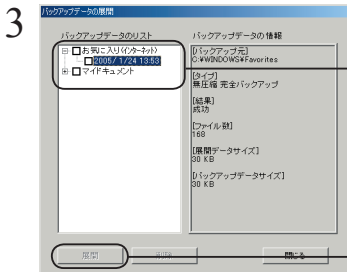 3
バックアップデータの展開
バックアップデータのリスト
バックアップデータの情報
お気に入り(インターネット)
2005/ 1/24 13:53
マイドキュメント
[バックアップ元]
C:¥WINDOWS¥Favorites
[タイプ]
無圧縮 完全バックアップ
[結果]
成功
[ファイル数]
168
[展開データサイズ]
30 KB
[バックアップデータサイズ]
30 KB
展開
削除
閉じる